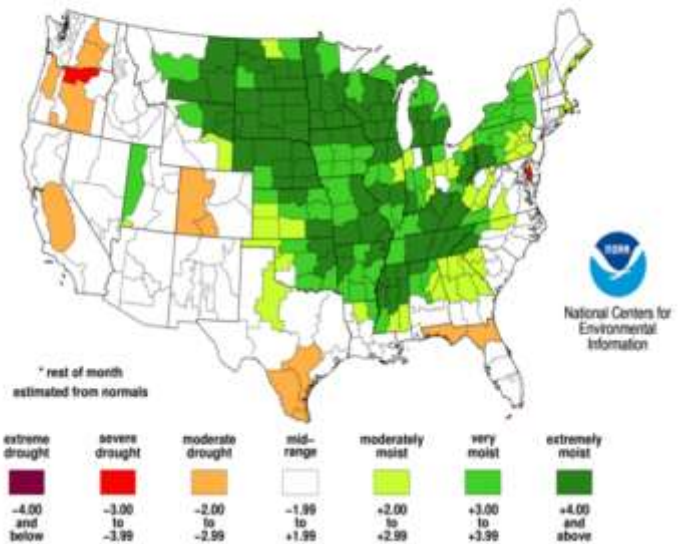 NOAA
National Centers for
Environmental
Information
* rest of month
estimated from normals
extreme drought
severe drought
moderate drought
mid-range
moderately moist
very moist
extremely moist
−4.00 and below
−3.00 to −3.99
−2.00 to −2.99
−1.99 to +1.99
+2.00 to +2.99
+3.00 to +3.99
+4.00 and above